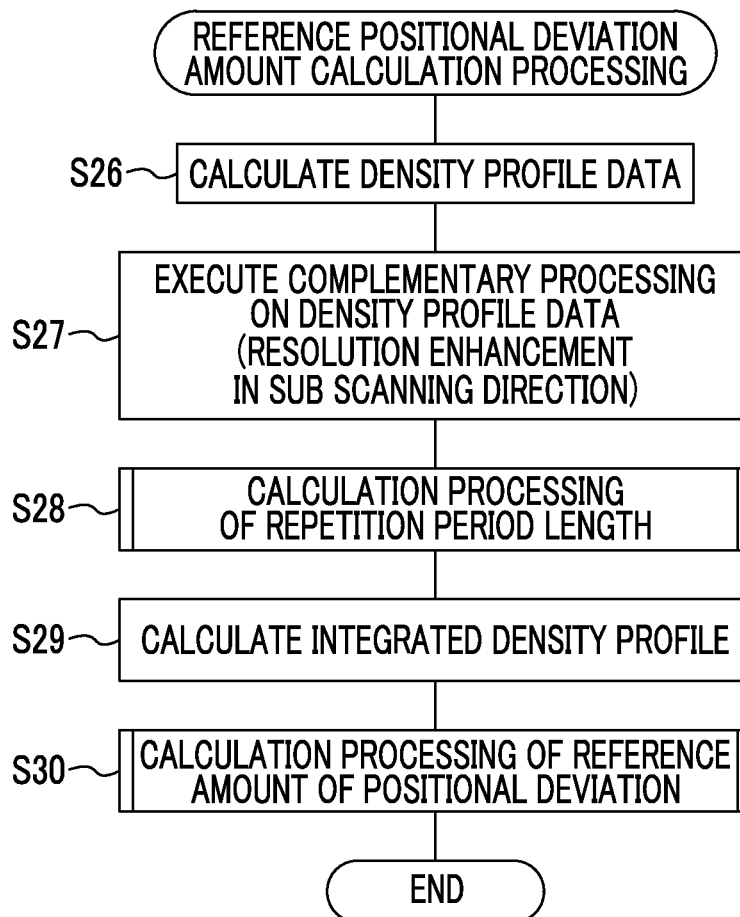 REFERENCE POSITIONAL DEVIATION
AMOUNT CALCULATION PROCESSING
S26
CALCULATE DENSITY PROFILE DATA
S27
EXECUTE COMPLEMENTARY PROCESSING
ON DENSITY PROFILE DATA
(RESOLUTION ENHANCEMENT
IN SUB SCANNING DIRECTION)
S28
CALCULATION PROCESSING
OF REPETITION PERIOD LENGTH
S29
CALCULATE INTEGRATED DENSITY PROFILE
S30
CALCULATION PROCESSING OF REFERENCE
AMOUNT OF POSITIONAL DEVIATION
END